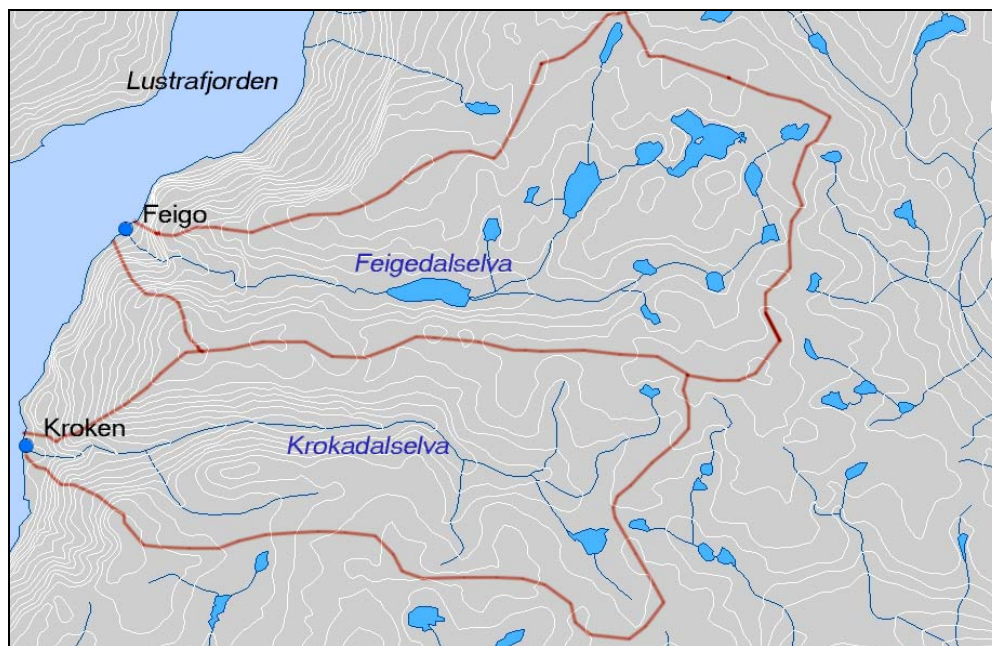 Lustrafjorden
Feigo
Feigedalselva
Kroken
Krokadalselva